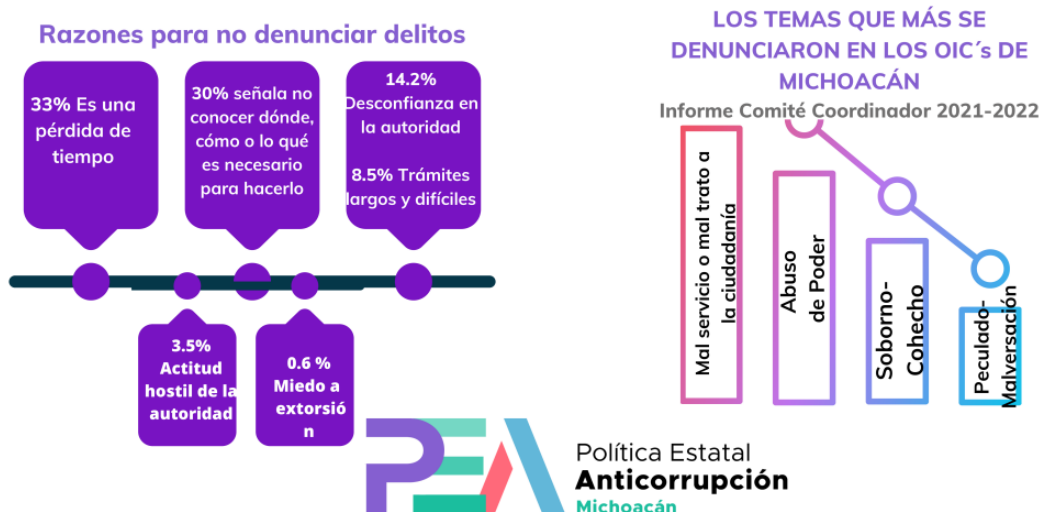 Razones para no denunciar delitos
33% Es una
pérdida de
tiempo
30% señala no
conocer dónde,
cómo o lo qué
es necesario
para hacerlo
14.2%
Desconfianza en
la autoridad
8.5% Trámites
largos y difíciles
3.5%
Actitud
hostil de la
autoridad
0.6 %
Miedo a
extorsió
n
LOS TEMAS QUE MÁS SE
DENUNCIARON EN LOS OIC´s DE
MICHOACÁN
Informe Comité Coordinador 2021-2022
Mal servicio o mal trato a
la ciudadanía
Abuso
de Poder
Soborno-
Cohecho
Peculado-
Malversación
PEA
Política Estatal
Anticorrupción
Michoacán